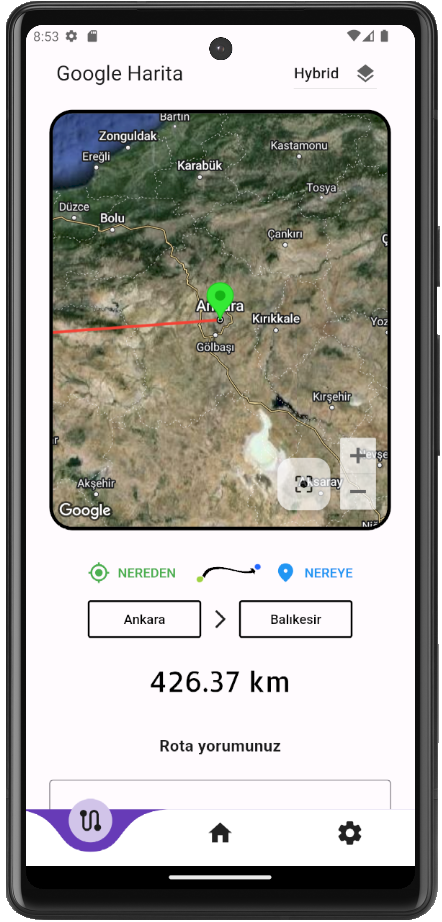 8:53
Google Harita
Hybrid
Bartın
Zonguldak
Kastamonu
Ereğli
Karabük
Tosya
Düzce
Bolu
Çankırı
Ankara
Kırıkkale
Yoz
Gölbaşı
Kırşehir
Akşehir
Aksaray
Google
NEREDEN
NEREYE
Ankara
Balıkesir
426.37 km
Rota yorumunuz